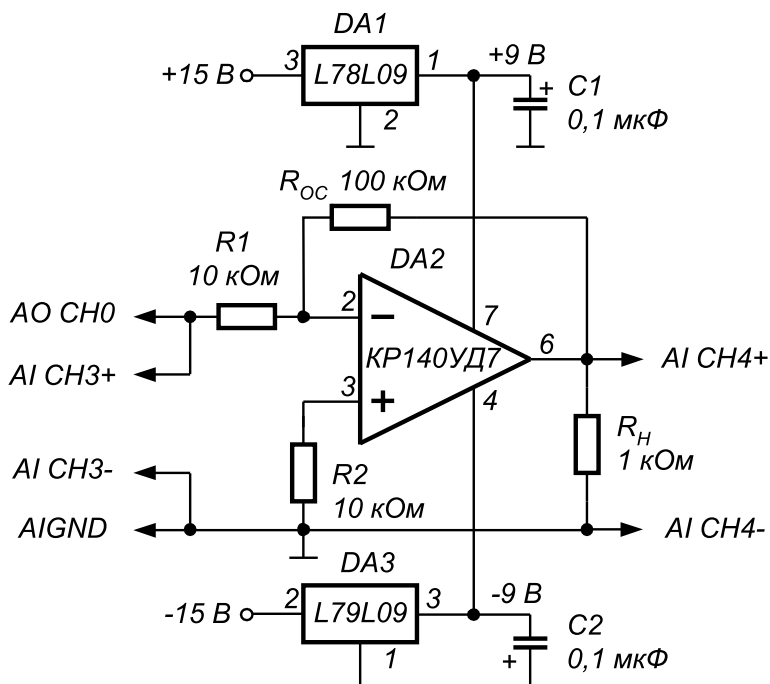 DA1
+15 В 3 L78L09 1 +9 В
2
+ C1
0,1 мкФ
RОС 100 кОм
R1
10 кОм
DA2
AO CH0
2 −
7
AI CH3+
КР140УД7
6
AI CH4+
3 +
4
AI CH3-
R2
10 кОм
RН
1 кОм
AIGND
AI CH4-
DA3
-15 В 2 L79L09 3 -9 В
1
+ C2
0,1 мкФ